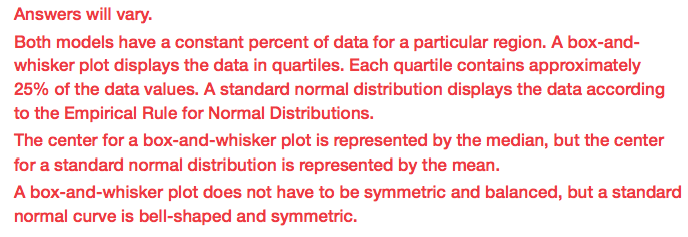 Answers will vary.
Both models have a constant percent of data for a particular region. A box-and-
whisker plot displays the data in quartiles. Each quartile contains approximately
25% of the data values. A standard normal distribution displays the data according
to the Empirical Rule for Normal Distributions.
The center for a box-and-whisker plot is represented by the median, but the center
for a standard normal distribution is represented by the mean.
A box-and-whisker plot does not have to be symmetric and balanced, but a standard
normal curve is bell-shaped and symmetric.